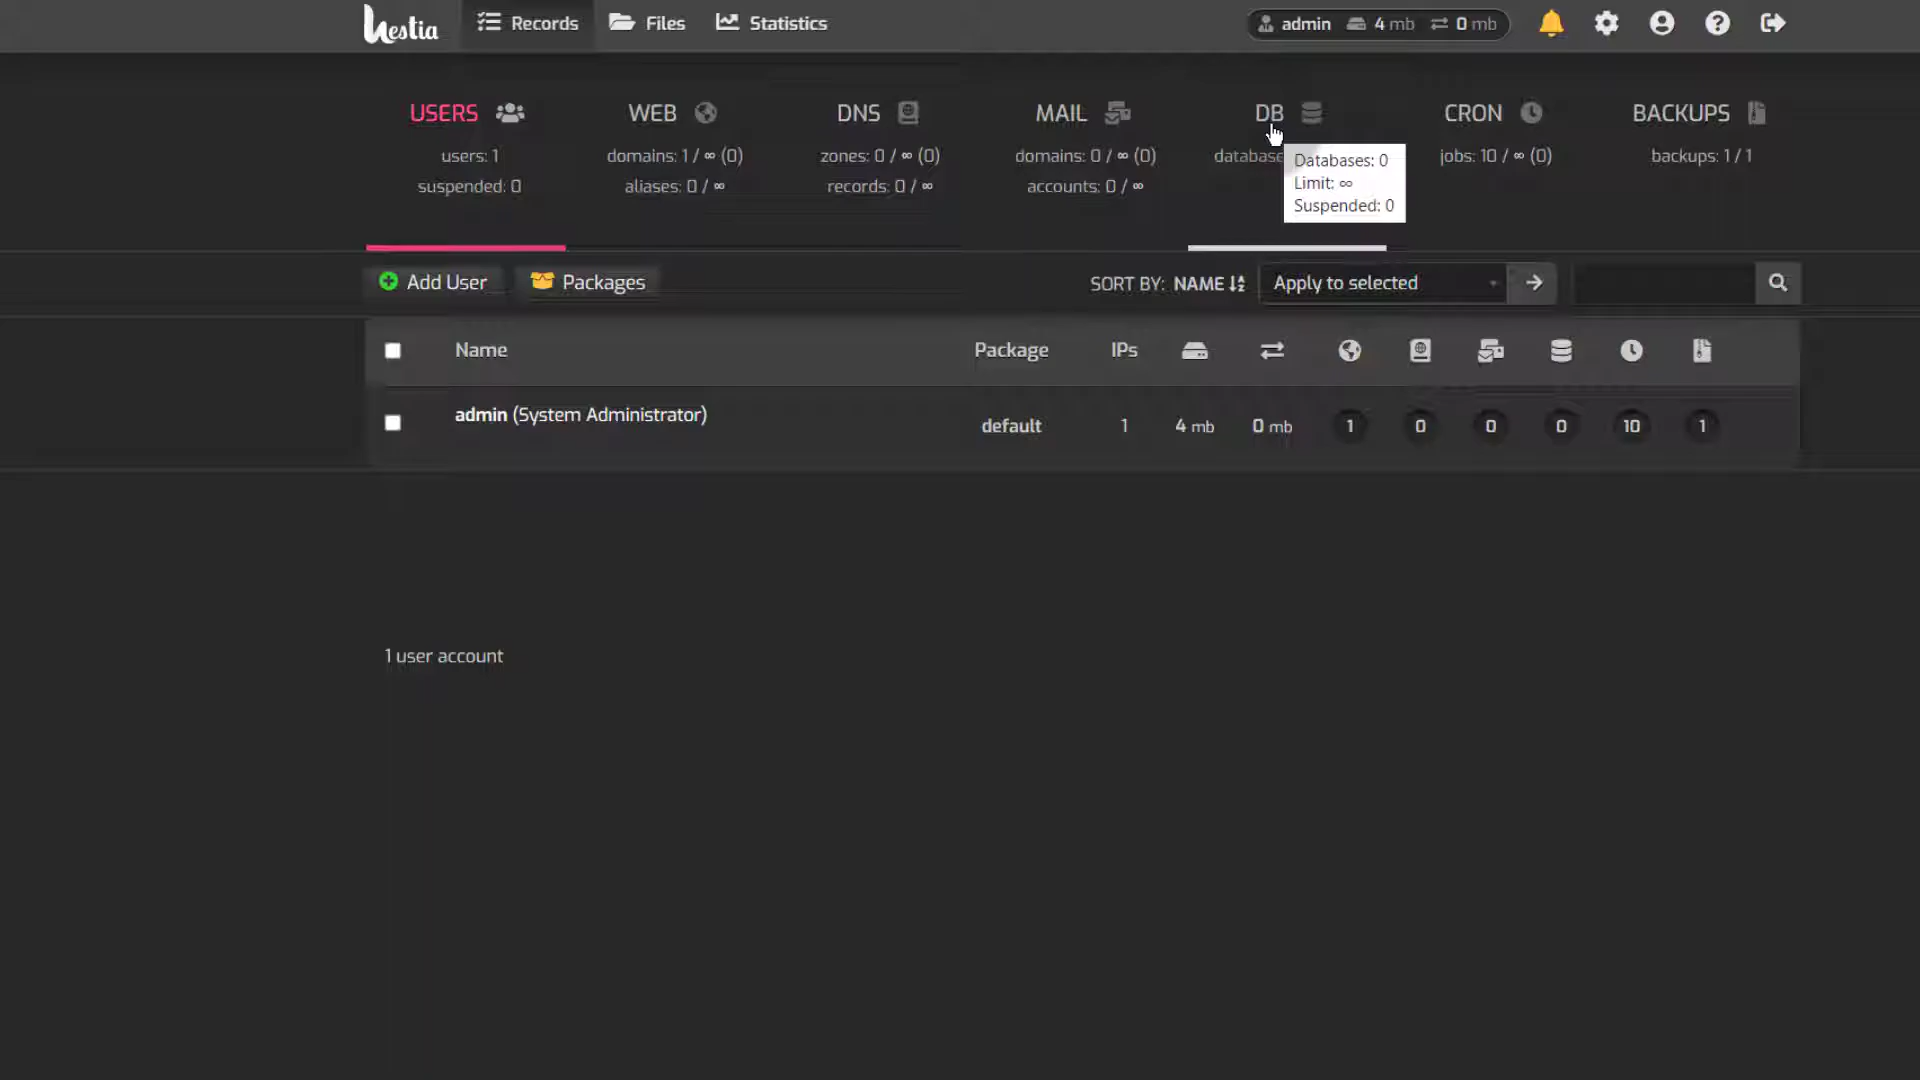 Hestia
Records
Files
Statistics
admin 4 mb 0 mb
USERS
users: 1
suspended: 0
WEB
domains: 1 / ∞ (0)
aliases: 0 / ∞
DNS
zones: 0 / ∞ (0)
records: 0 / ∞
MAIL
domains: 0 / ∞ (0)
accounts: 0 / ∞
DB
Databases: 0
Limit: ∞
Suspended: 0
CRON
jobs: 10 / ∞ (0)
BACKUPS
backups: 1 / 1
Add User
Packages
SORT BY: NAME
Apply to selected
Name Package IPs
admin (System Administrator) default 1 4 mb 0 mb 1 0 0 0 10 1
1 user account